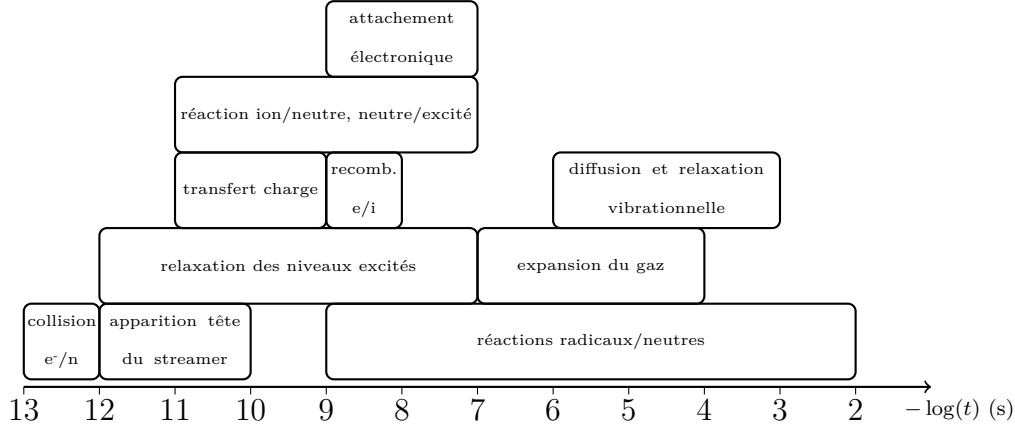 attachement
électronique
réaction ion/neutre, neutre/excité
transfert charge
recomb.
e/i
diffusion et relaxation
vibrationnelle
relaxation des niveaux excités
expansion du gaz
collision
e⁻/n
apparition tête
du streamer
réactions radicaux/neutres
13 12 11 10 9 8 7 6 5 4 3 2 − log(t) (s)